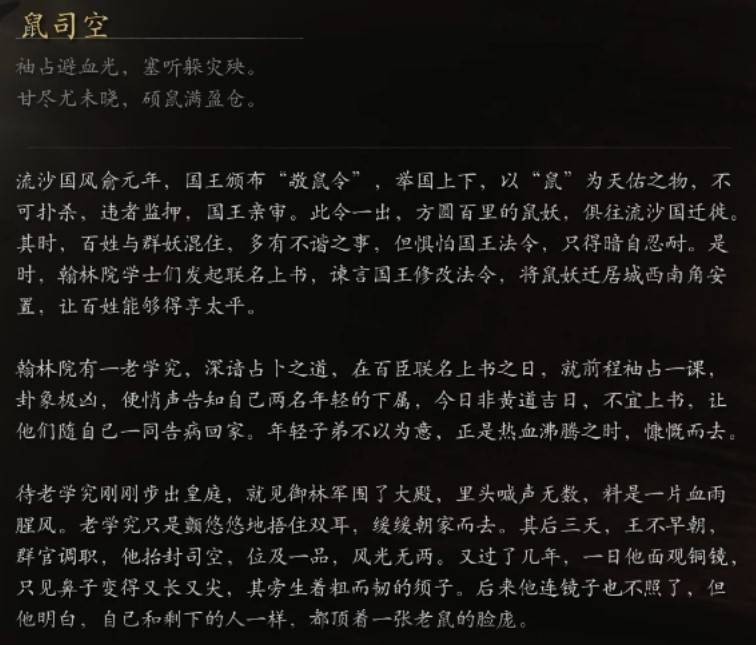 鼠司空
袖占避血光，塞听躲灾殃。
甘尽尤未晓，硕鼠满盈仓。
流沙国风俞元年，国王颁布“敬鼠令”，举国上下，以“鼠”为天佑之物，不
可扑杀，违者监押，国王亲审。此令一出，方圆百里的鼠妖，俱往流沙国迁徙。
其时，百姓与群妖混住，多有不谐之事，但惧怕国王法令，只得暗自忍耐。是
时，翰林院学士们发起联名上书，谏言国王修改法令，将鼠妖迁居城西南角安
置，让百姓能够得享太平。
翰林院有一老学究，深谙占卜之道，在百臣联名上书之日，就前程袖占一课，
卦象极凶，便悄声告知自己两名年轻的下属，今日非黄道吉日，不宜上书，让
他们随自己一同告病回家。年轻子弟不以为意，正是热血沸腾之时，慷慨而去。
待老学究刚刚步出皇庭，就见御林军围了大殿，里头喊声无数，料是一片血雨
腥风。老学究只是颤悠悠地捂住双耳，缓缓朝家而去。其后三天，王不早朝，
群官调职，他抬封司空，位及一品，风光无两。又过了几年，一日他面观铜镜，
只见鼻子变得又长又尖，其旁生着粗而韧的须子。后来他连镜子也不照了，但
他明白，自己和剩下的人一样，都顶着一张老鼠的脸庞。